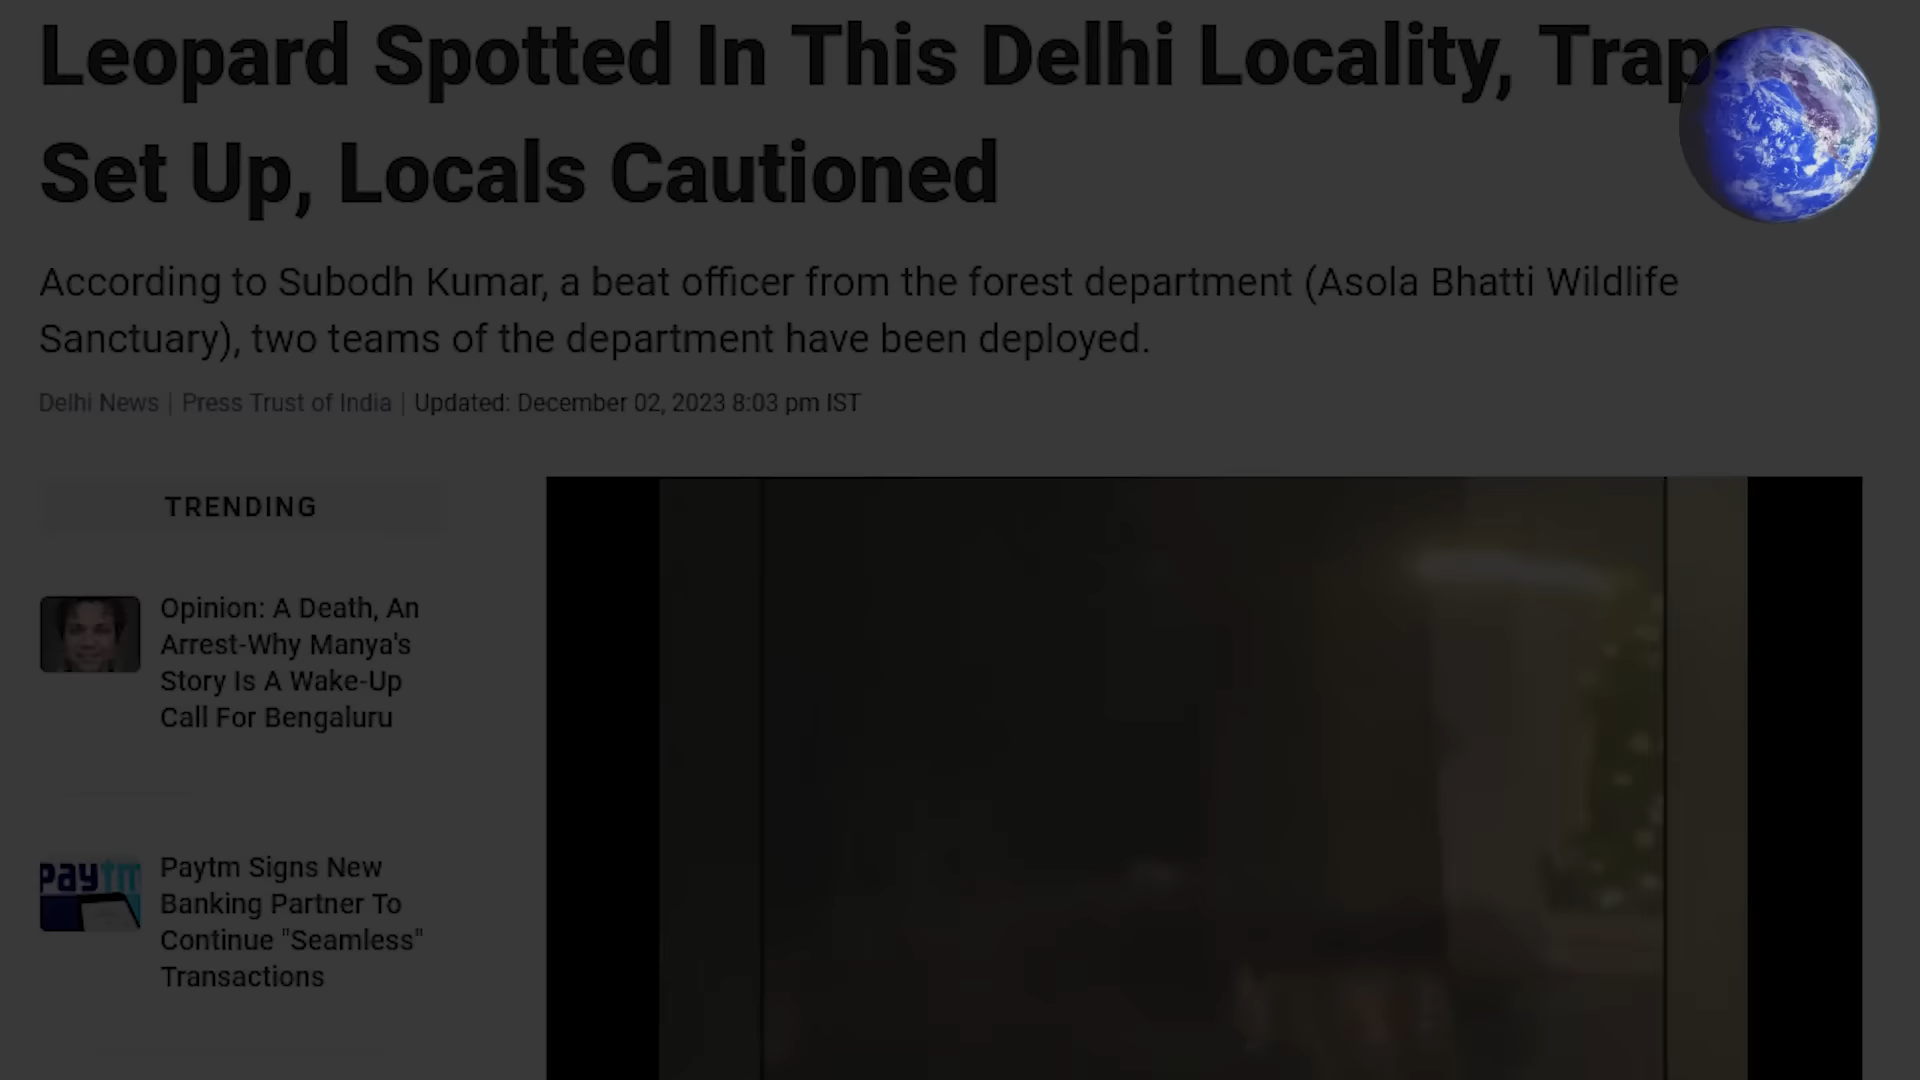 Leopard Spotted In This Delhi Locality, Traps
Set Up, Locals Cautioned
According to Subodh Kumar, a beat officer from the forest department (Asola Bhatti Wildlife
Sanctuary), two teams of the department have been deployed.
Delhi News | Press Trust of India | Updated: December 02, 2023 8:03 pm IST
TRENDING
Opinion: A Death, An
Arrest-Why Manya's
Story Is A Wake-Up
Call For Bengaluru
paytm
Paytm Signs New
Banking Partner To
Continue "Seamless"
Transactions